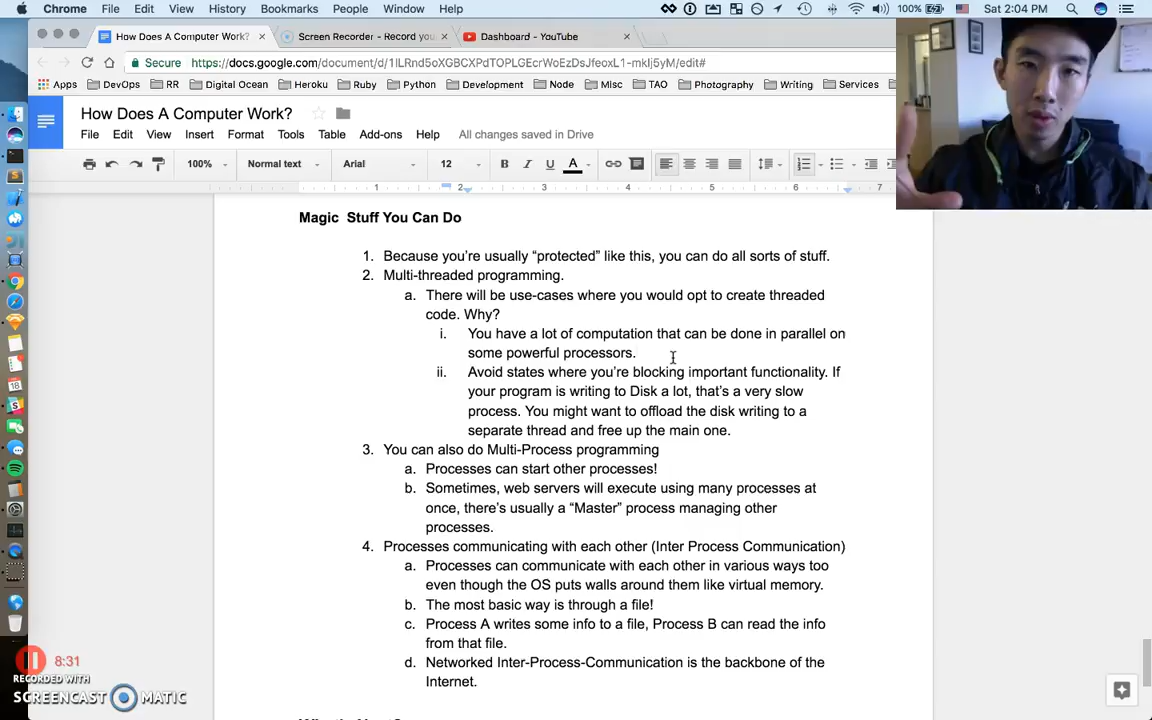 Chrome File Edit View History Bookmarks People Window Help 100% Sat 2:04 PM
How Does A Computer Work? × Screen Recorder - Record you × Dashboard - YouTube ×
Secure https://docs.google.com/document/d/
Apps DevOps RR Digital Ocean Heroku Ruby Python Development Node Misc TAO Photography Writing Services
How Does A Computer Work?
File Edit View Insert Format Tools Table Add-ons Help All changes saved in Drive
100% Normal text Arial 12 B I U A
1 2 3 4 5 6 7
Magic Stuff You Can Do
1. Because you’re usually “protected” like this, you can do all sorts of stuff.
2. Multi-threaded programming.
a. There will be use-cases where you would opt to create threaded
code. Why?
i. You have a lot of computation that can be done in parallel on
some powerful processors.
ii. Avoid states where you’re blocking important functionality. If
your program is writing to Disk a lot, that’s a very slow
process. You might want to offload the disk writing to a
separate thread and free up the main one.
3. You can also do Multi-Process programming
a. Processes can start other processes!
b. Sometimes, web servers will execute using many processes at
once, there’s usually a “Master” process managing other
processes.
4. Processes communicating with each other (Inter Process Communication)
a. Processes can communicate with each other in various ways too
even though the OS puts walls around them like virtual memory.
b. The most basic way is through a file!
c. Process A writes some info to a file, Process B can read the info
from that file.
d. Networked Inter-Process-Communication is the backbone of the
Internet.
8:31
RECORDED WITH
SCREENCAST MATIC